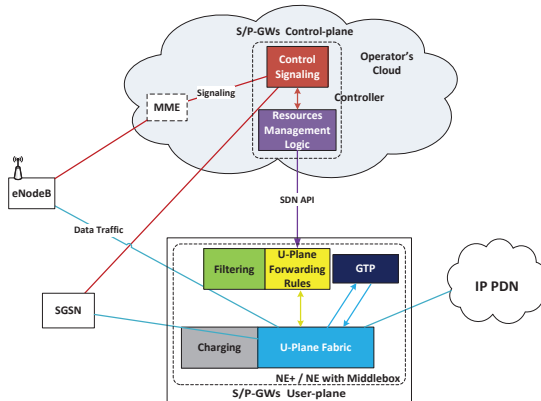 S/P-GWs Control-plane
Operator's
Cloud
Control
Signaling
Signaling
MME
Controller
Resources
Management
Logic
eNodeB
SDN API
Data Traffic
Filtering
U-Plane
Forwarding
Rules
GTP
IP PDN
SGSN
Charging
U-Plane Fabric
NE+ / NE with Middlebox
S/P-GWs User-plane